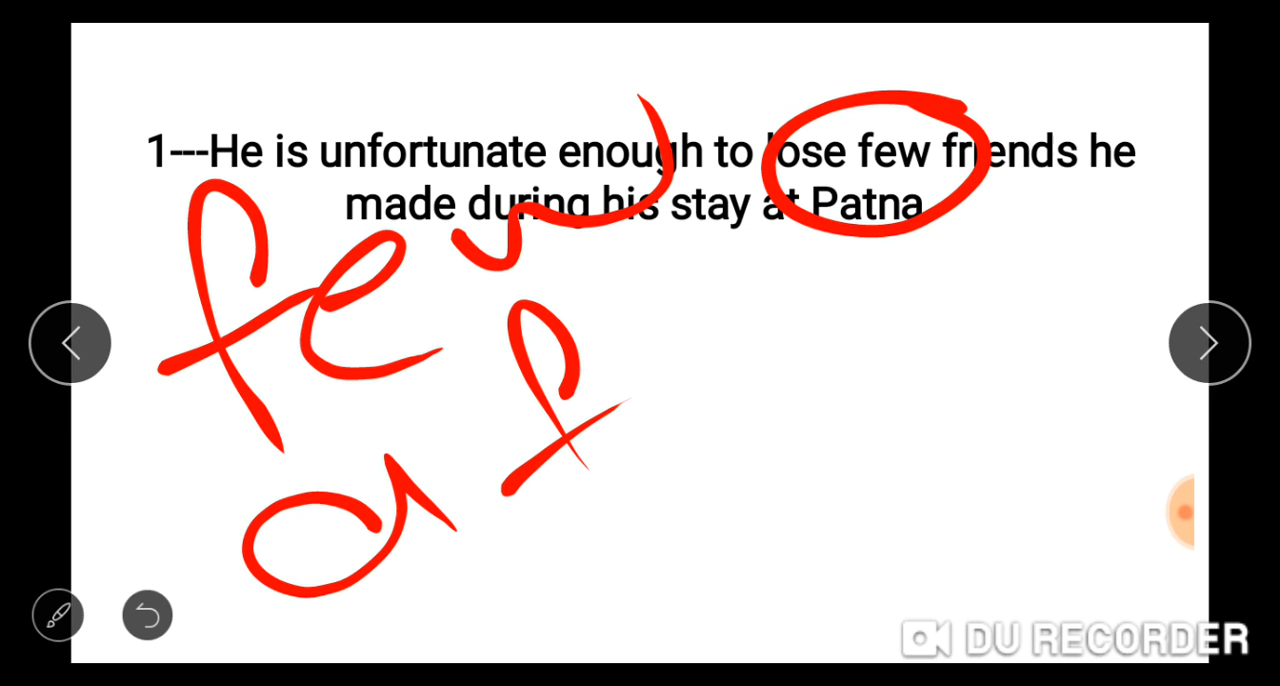 1---He is unfortunate enough to lose few friends he
made during his stay at Patna
few
a f
DU RECORDER